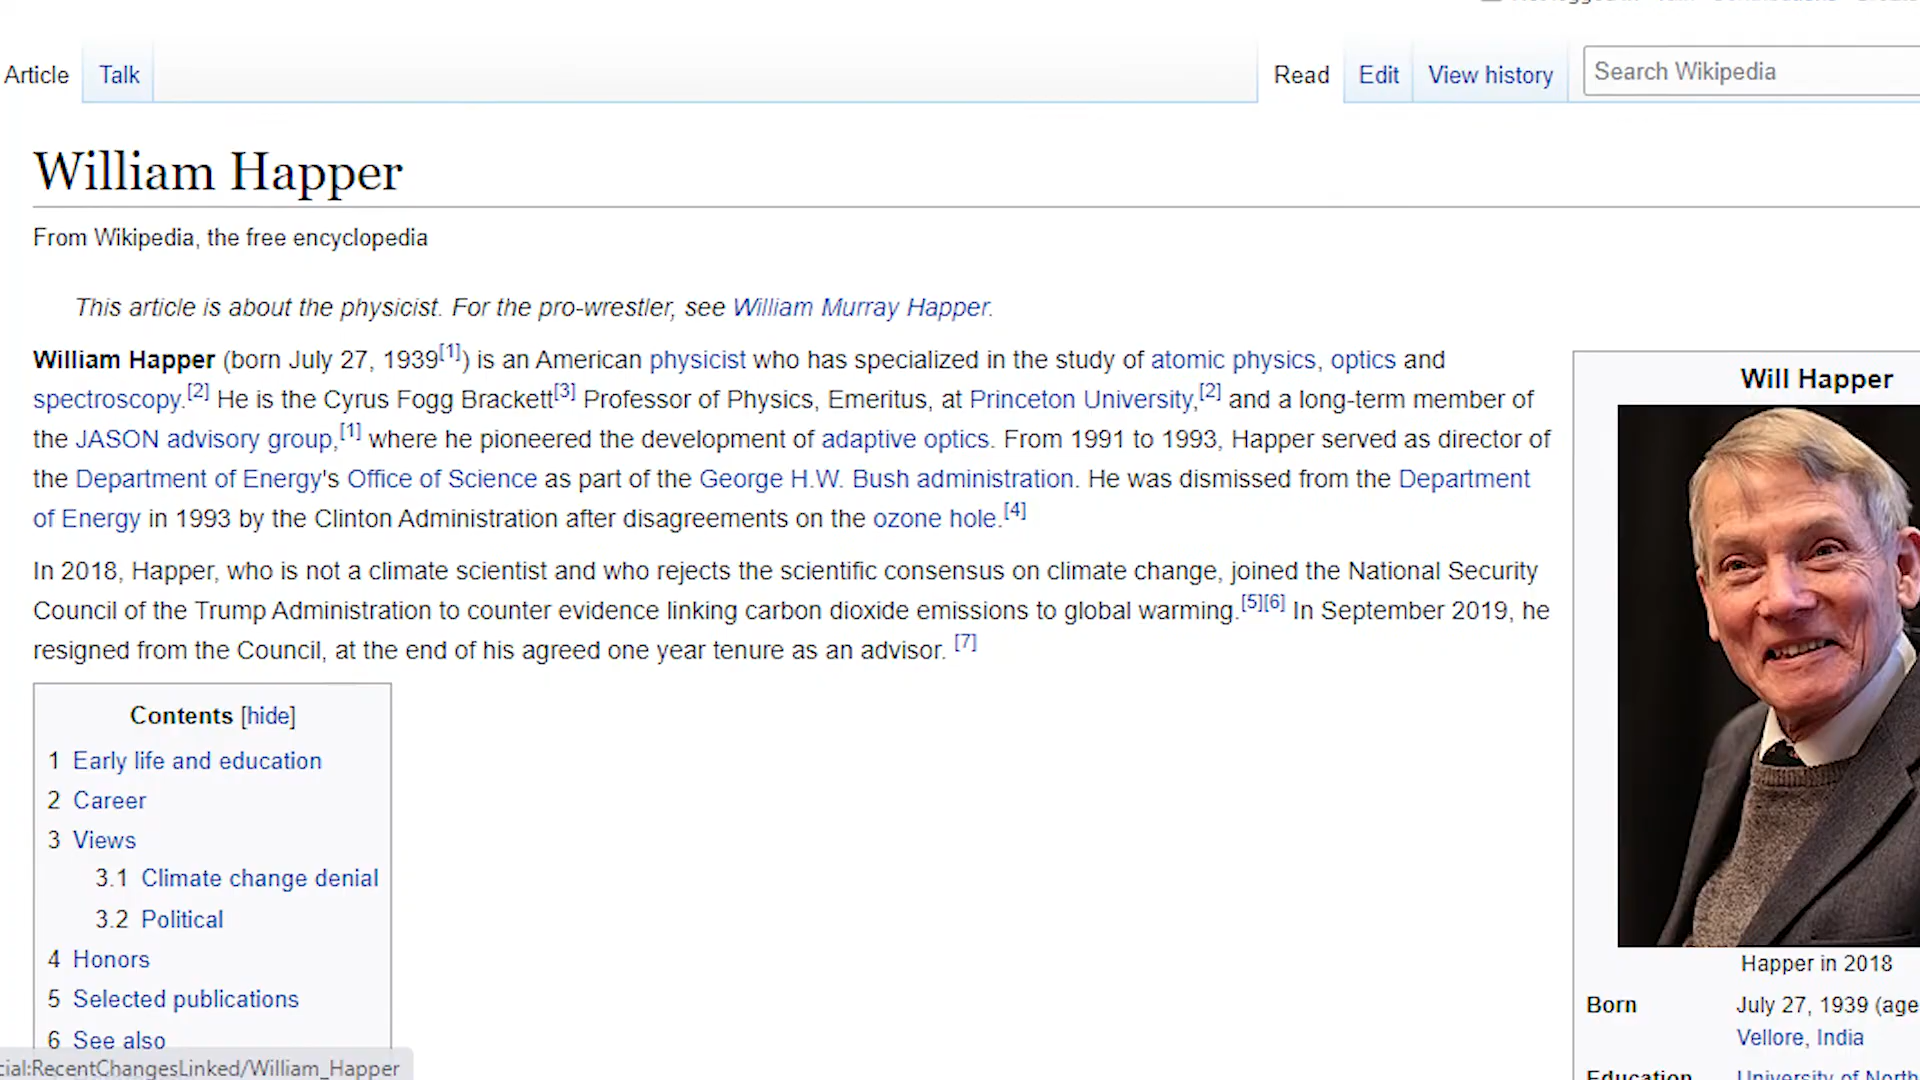 Article Talk Read Edit View history Search Wikipedia
William Happer
From Wikipedia, the free encyclopedia
This article is about the physicist. For the pro-wrestler, see William Murray Happer.
William Happer (born July 27, 1939[1]) is an American physicist who has specialized in the study of atomic physics, optics and
spectroscopy.[2] He is the Cyrus Fogg Brackett[3] Professor of Physics, Emeritus, at Princeton University,[2] and a long-term member of
the JASON advisory group,[1] where he pioneered the development of adaptive optics. From 1991 to 1993, Happer served as director of
the Department of Energy's Office of Science as part of the George H.W. Bush administration. He was dismissed from the Department
of Energy in 1993 by the Clinton Administration after disagreements on the ozone hole.[4]
In 2018, Happer, who is not a climate scientist and who rejects the scientific consensus on climate change, joined the National Security
Council of the Trump Administration to counter evidence linking carbon dioxide emissions to global warming.[5][6] In September 2019, he
resigned from the Council, at the end of his agreed one year tenure as an advisor. [7]
Contents [hide]
1 Early life and education
2 Career
3 Views
3.1 Climate change denial
3.2 Political
4 Honors
5 Selected publications
6 See also
cial:RecentChangesLinked/William_Happer
Will Happer
Happer in 2018
Born July 27, 1939 (age
Vellore, India
Education University of North